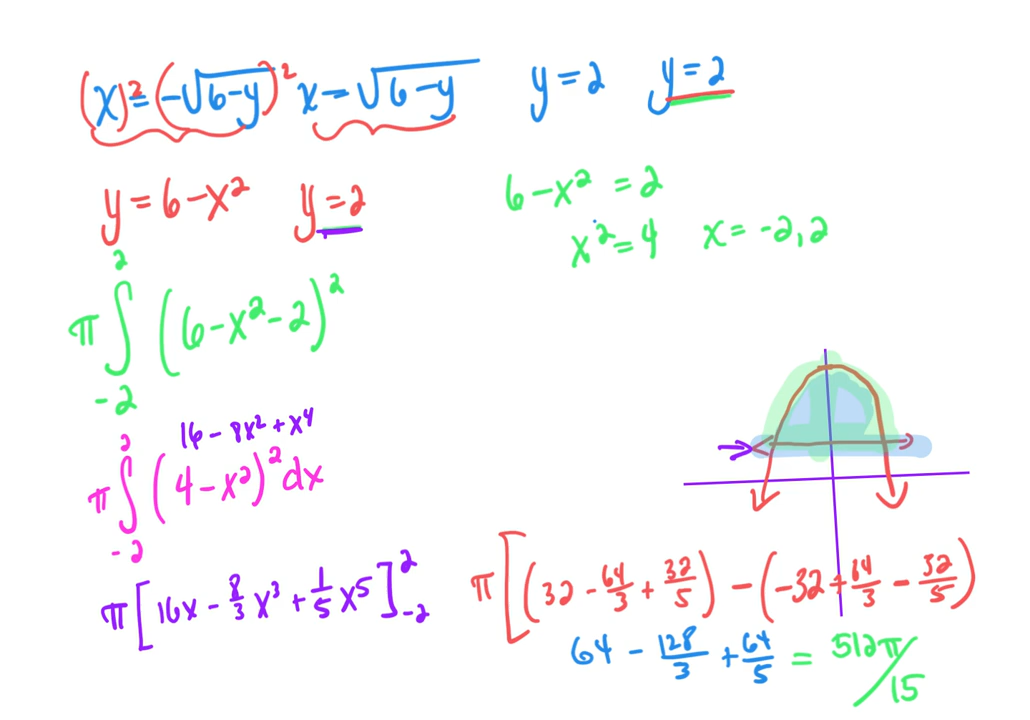 (x)² = (-√(6-y))²  x = √(6-y)  y = 2  y = 2
y = 6 - x²  y = 2
6 - x² = 2
x² = 4  x = -2, 2
π ∫_{-2}^{2} (6 - x² - 2)²
16 - 8x² + x⁴
π ∫_{-2}^{2} (4 - x²)² dx
π [16x - 8/3 x³ + 1/5 x⁵]_{-2}^{2}
π [(32 - 64/3 + 32/5) - (-32 + 64/3 - 32/5)
64 - 128/3 + 64/5 = 512π/15